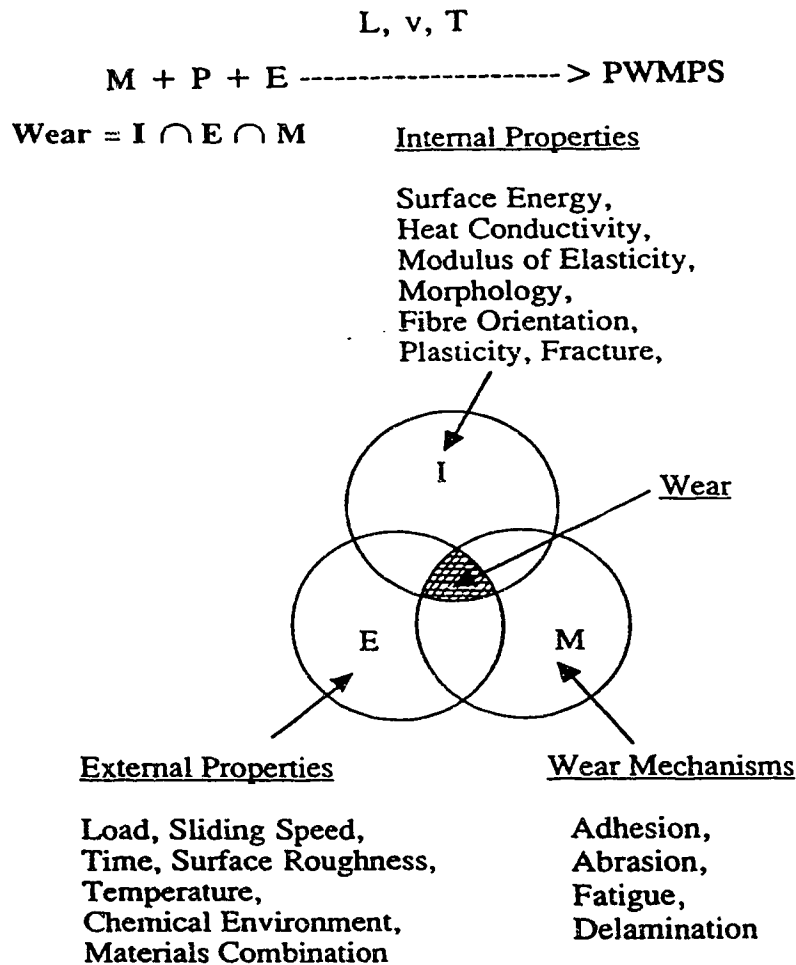 L, v, T
M + P + E ----------------------> PWMPS
Wear = I ∩ E ∩ M
Internal Properties
Surface Energy,
Heat Conductivity,
Modulus of Elasticity,
Morphology,
Fibre Orientation,
Plasticity, Fracture,
I
Wear
E
M
External Properties
Load, Sliding Speed,
Time, Surface Roughness,
Temperature,
Chemical Environment,
Materials Combination
Wear Mechanisms
Adhesion,
Abrasion,
Fatigue,
Delamination